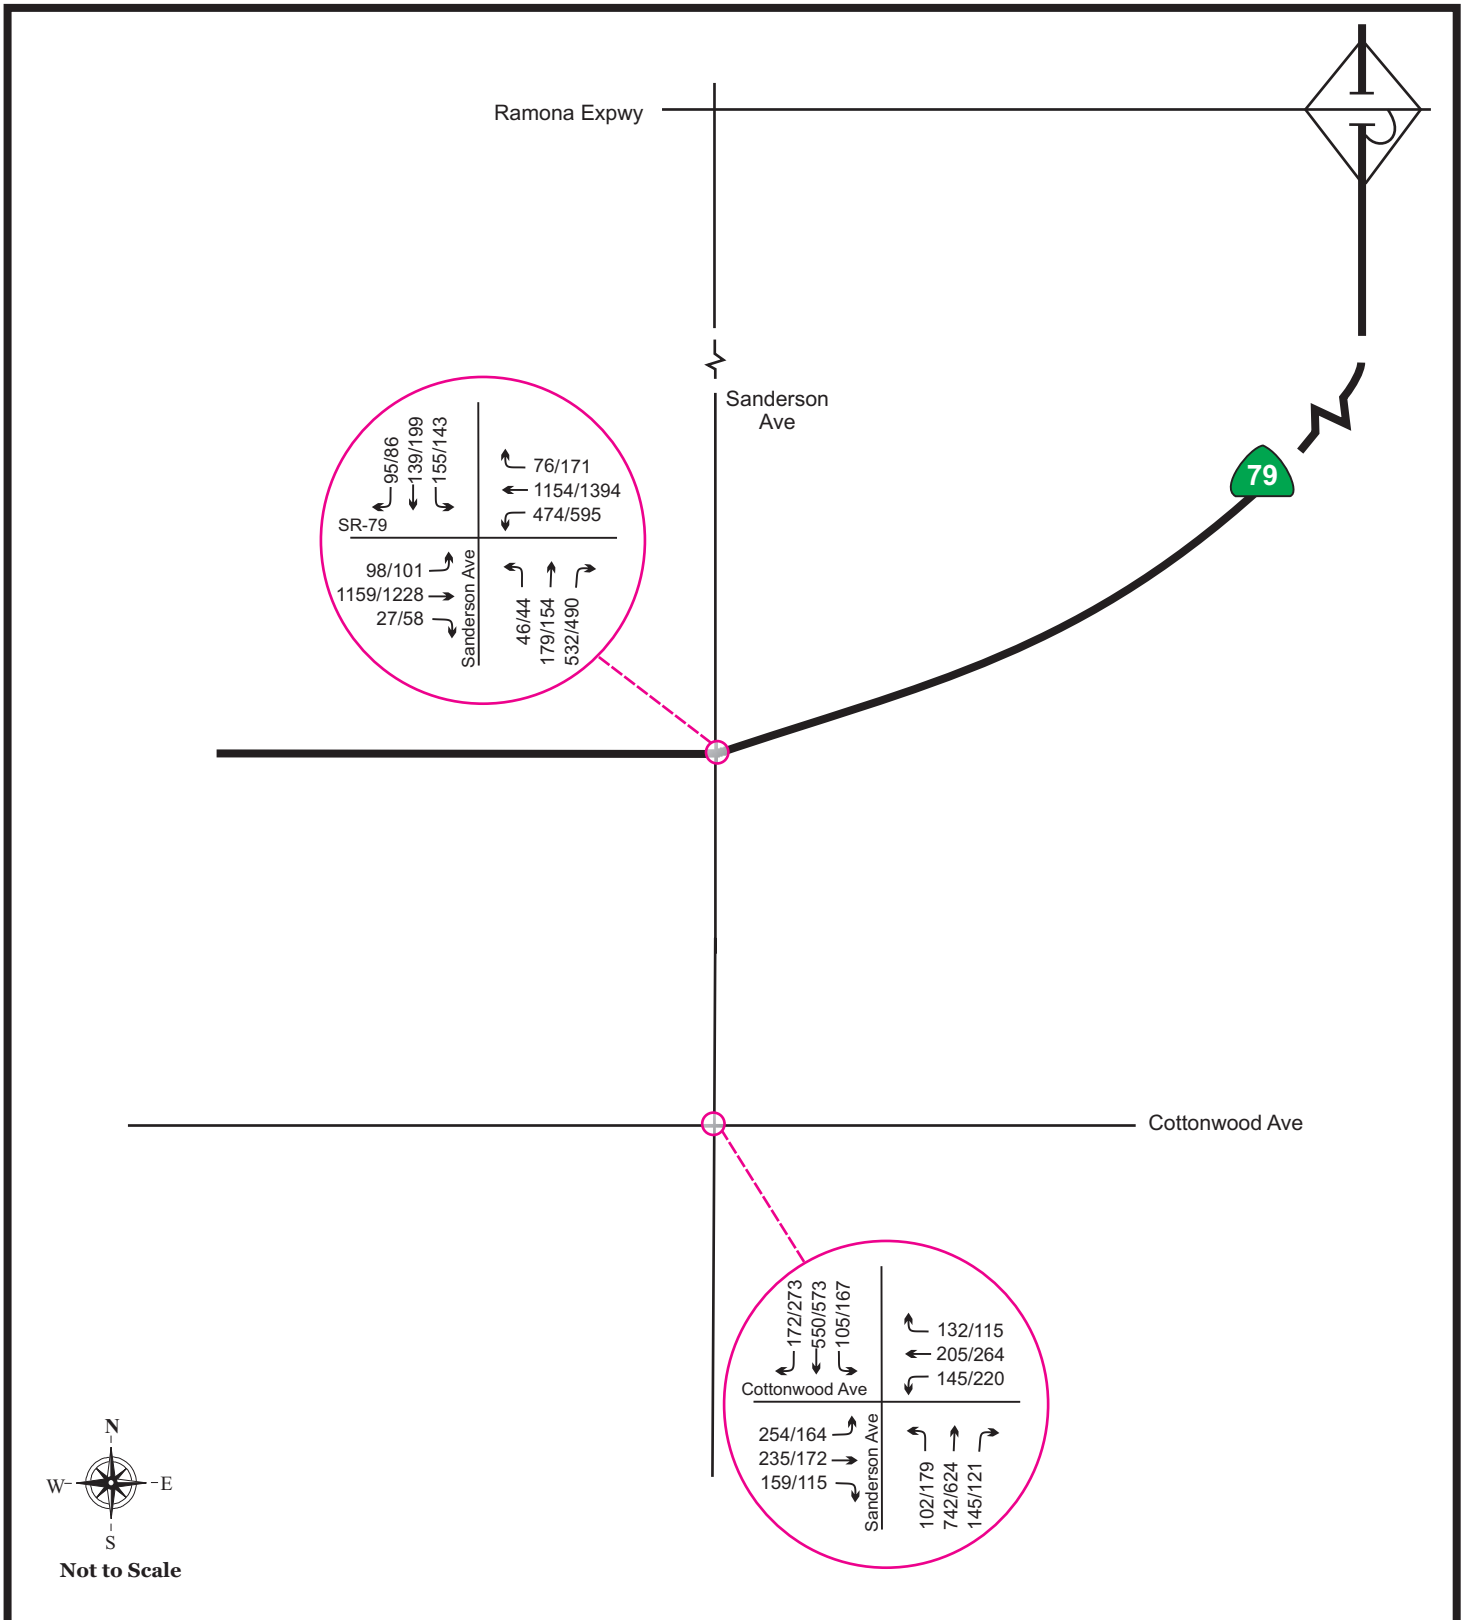 Ramona Expwy
Sanderson
Ave
79
95/86
139/199
155/143
76/171
1154/1394
474/595
SR-79
98/101
1159/1228
27/58
Sanderson Ave
46/44
179/154
532/490
Cottonwood Ave
172/273
550/573
105/167
132/115
205/264
145/220
Cottonwood Ave
254/164
235/172
159/115
Sanderson Ave
102/179
742/624
145/121
N
W
E
S
Not to Scale